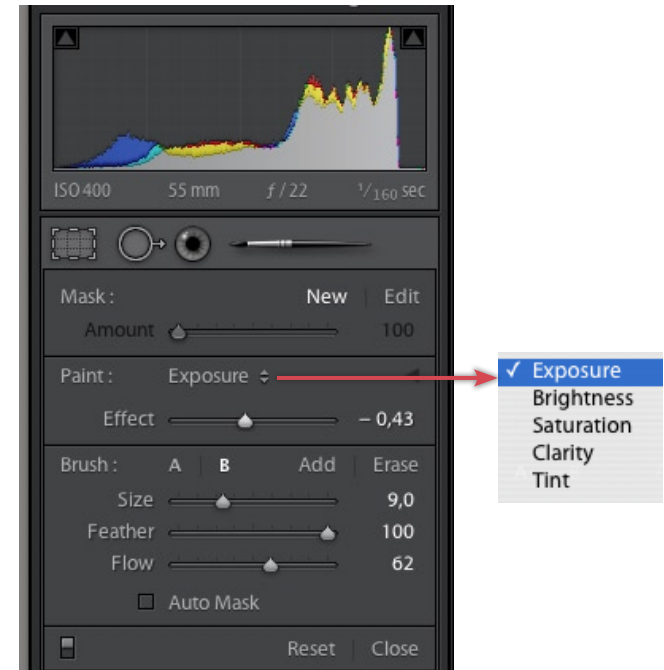 ISO 400 55 mm ƒ / 22 1/160 sec
Mask : New Edit
Amount 100
Paint : Exposure
Effect – 0,43
Brush : A B Add Erase
Size 9,0
Feather 100
Flow 62
Auto Mask
Reset Close
✓ Exposure
Brightness
Saturation
Clarity
Tint